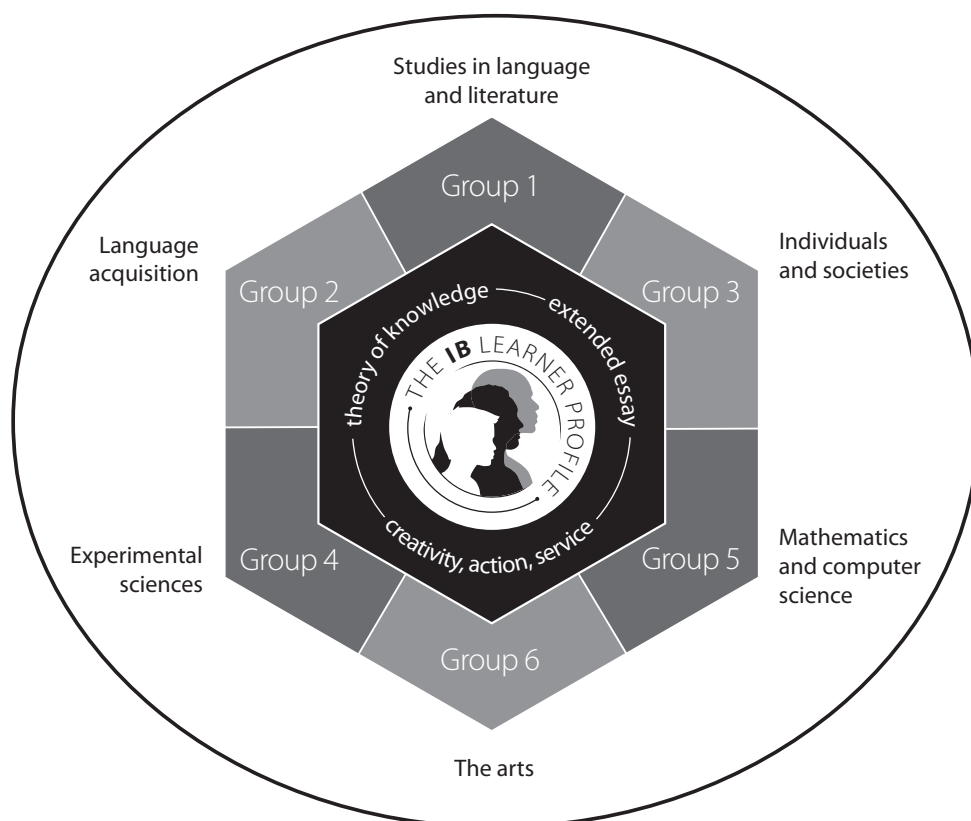 Studies in language
and literature
Group 1
Language
acquisition
Group 2
Individuals
and societies
Group 3
theory of knowledge
extended essay
THE IB LEARNER PROFILE
creativity, action, service
Experimental
sciences
Group 4
Mathematics
and computer
science
Group 5
Group 6
The arts